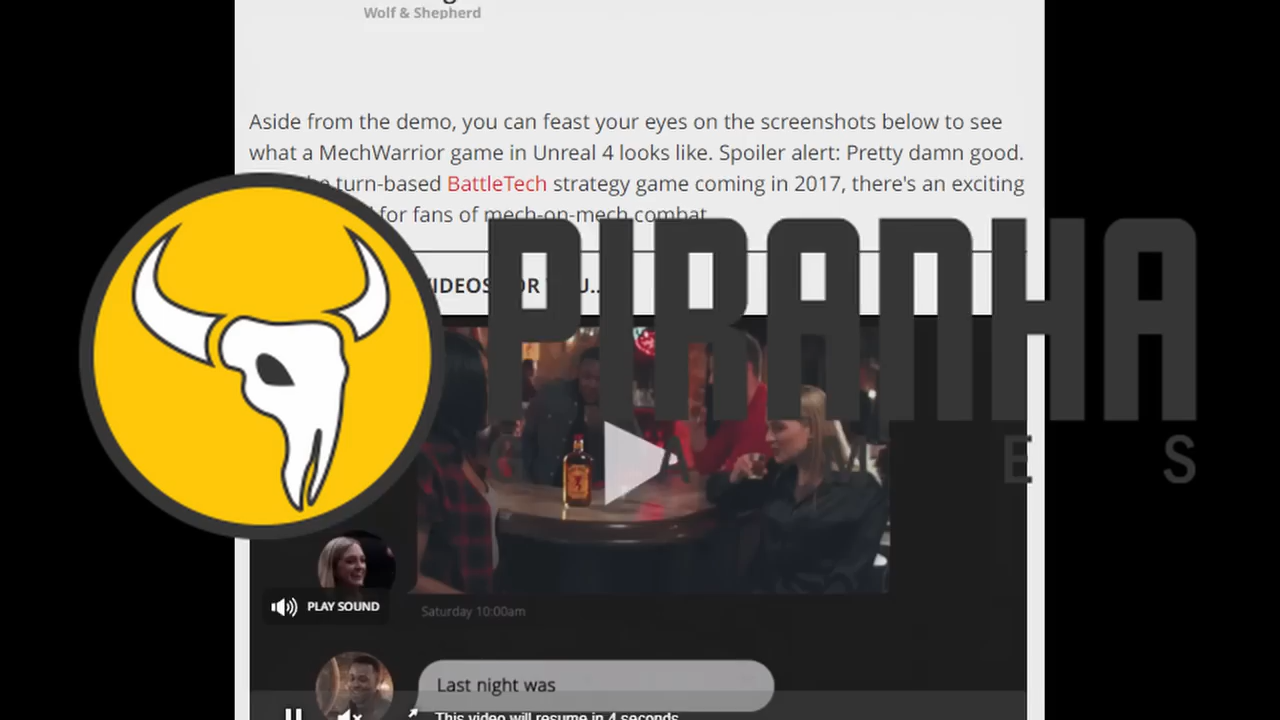 Wolf & Shepherd
Aside from the demo, you can feast your eyes on the screenshots below to see
what a MechWarrior game in Unreal 4 looks like. Spoiler alert: Pretty damn good.
turn-based BattleTech strategy game coming in 2017, there's an exciting
for fans of mech-on-mech combat
PIRANHA
E S
PLAY SOUND
Saturday 10:00am
Last night was
This video will resume in 4 seconds